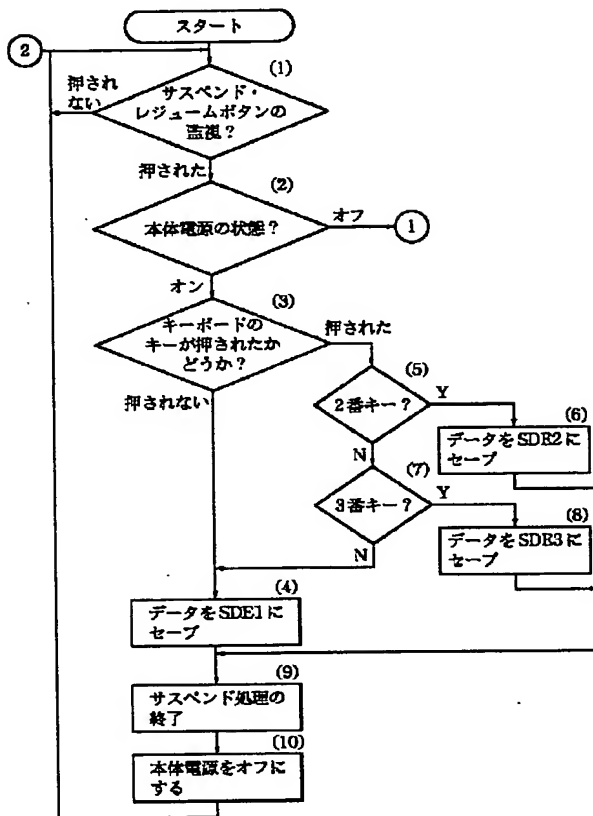 スタート
2
(1)
押され
ない
サスペンド・
レジュームボタンの
監視?
押された
(2)
本体電源の状態?
オフ
1
オン
(3)
キーボードの
キーが押されたか
どうか?
押された
押されない
(5)
2番キー?
Y
(6)
データをSDR2に
セーブ
N
(7)
3番キー?
Y
(8)
データをSDR3に
セーブ
N
(4)
データをSDE1に
セーブ
(9)
サスペンド処理の
終了
(10)
本体電源をオフに
する